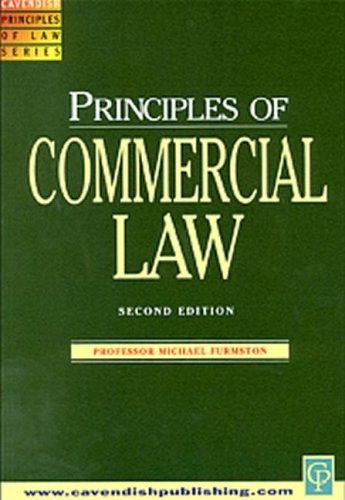 CAVENDISH
PRINCIPLES
OF LAW
SERIES
PRINCIPLES OF
COMMERCIAL
LAW
SECOND EDITION
PROFESSOR MICHAEL FURMSTON
www.cavendishpublishing.com
CP